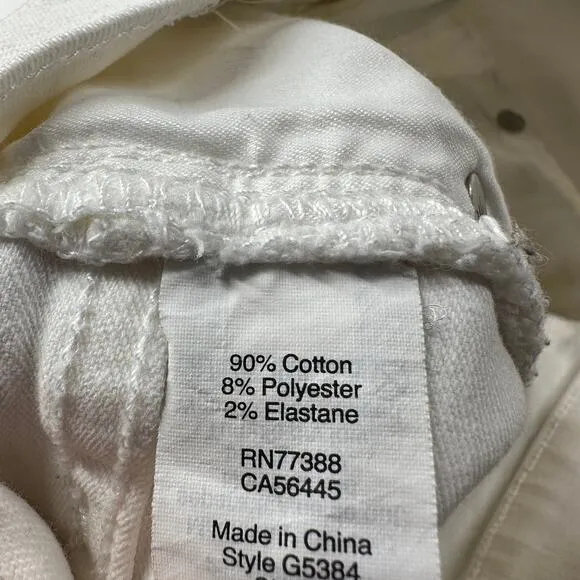 90% Cotton
8% Polyester
2% Elastane
RN77388
CA56445
Made in China
Style G5384